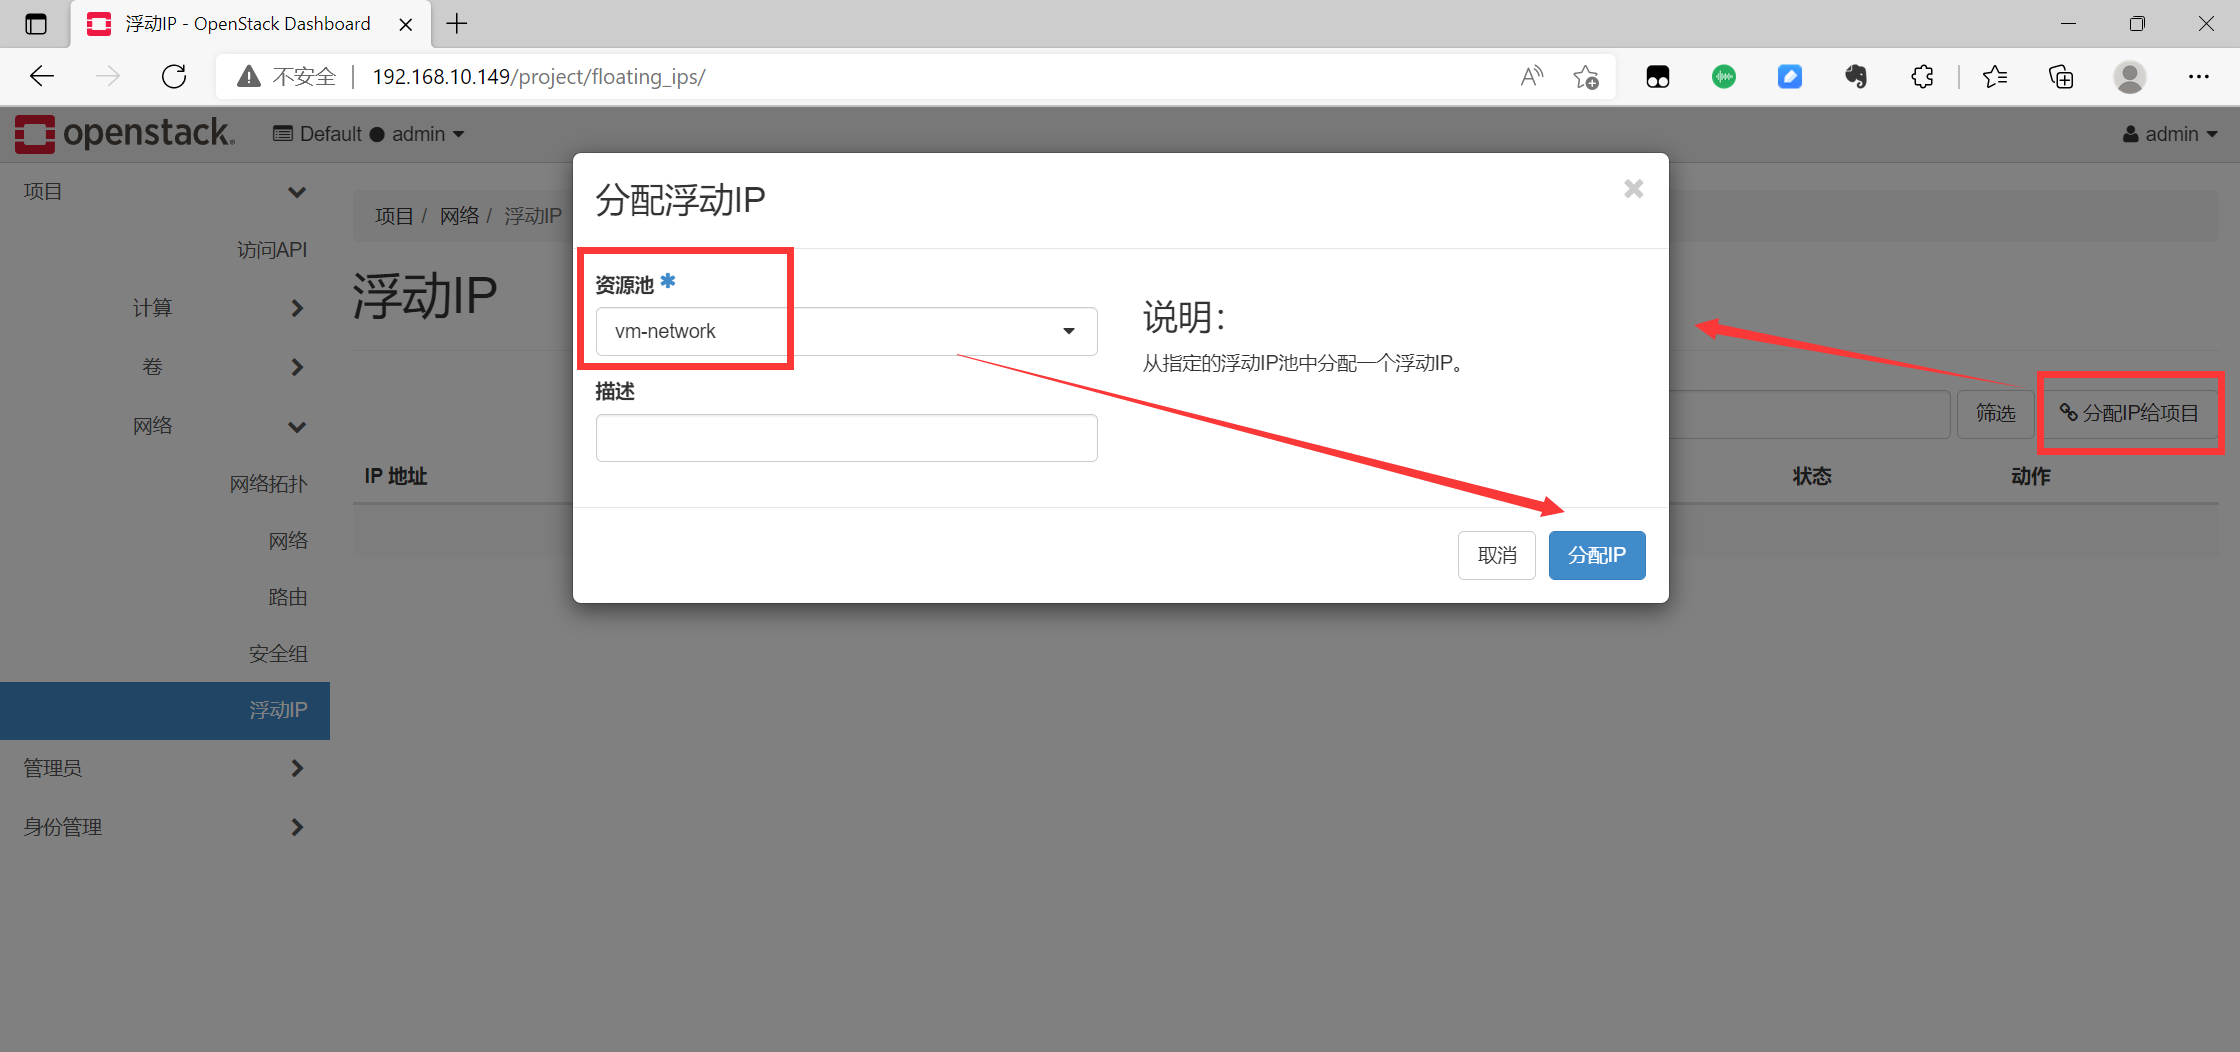 浮动IP - OpenStack Dashboard
不安全
192.168.10.149/project/floating_ips/
openstack.
Default ● admin
admin
项目
访问API
计算
卷
网络
网络拓扑
网络
路由
安全组
浮动IP
管理员
身份管理
项目 / 网络 / 浮动IP
浮动IP
筛选
分配IP给项目
IP 地址
状态
动作
分配浮动IP
资源池 *
vm-network
描述
说明：
从指定的浮动IP池中分配一个浮动IP。
取消
分配IP